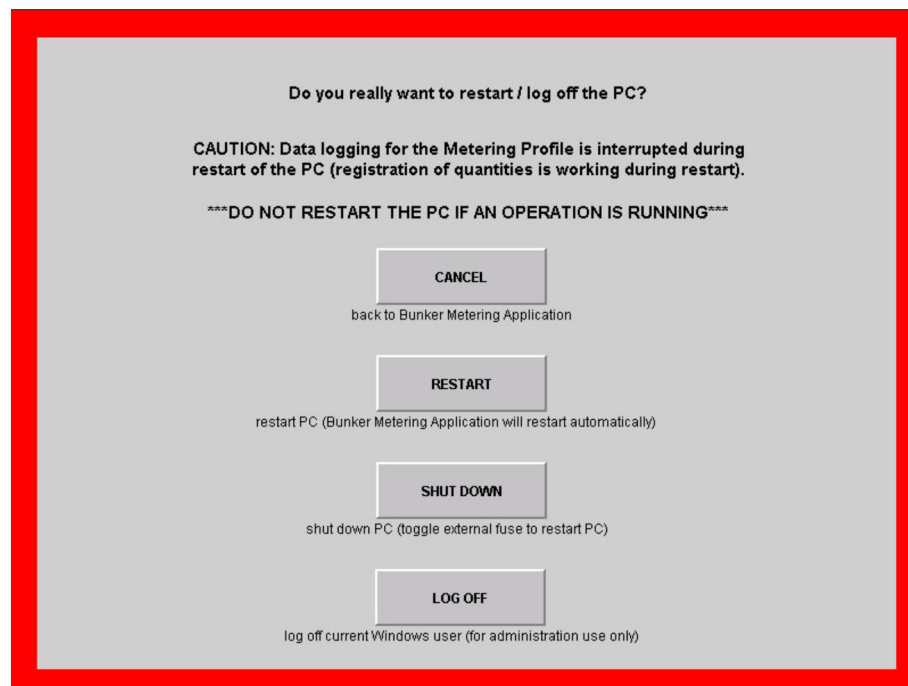 Do you really want to restart / log off the PC?
CAUTION: Data logging for the Metering Profile is interrupted during
restart of the PC (registration of quantities is working during restart).
***DO NOT RESTART THE PC IF AN OPERATION IS RUNNING***
CANCEL
back to Bunker Metering Application
RESTART
restart PC (Bunker Metering Application will restart automatically)
SHUT DOWN
shut down PC (toggle external fuse to restart PC)
LOG OFF
log off current Windows user (for administration use only)